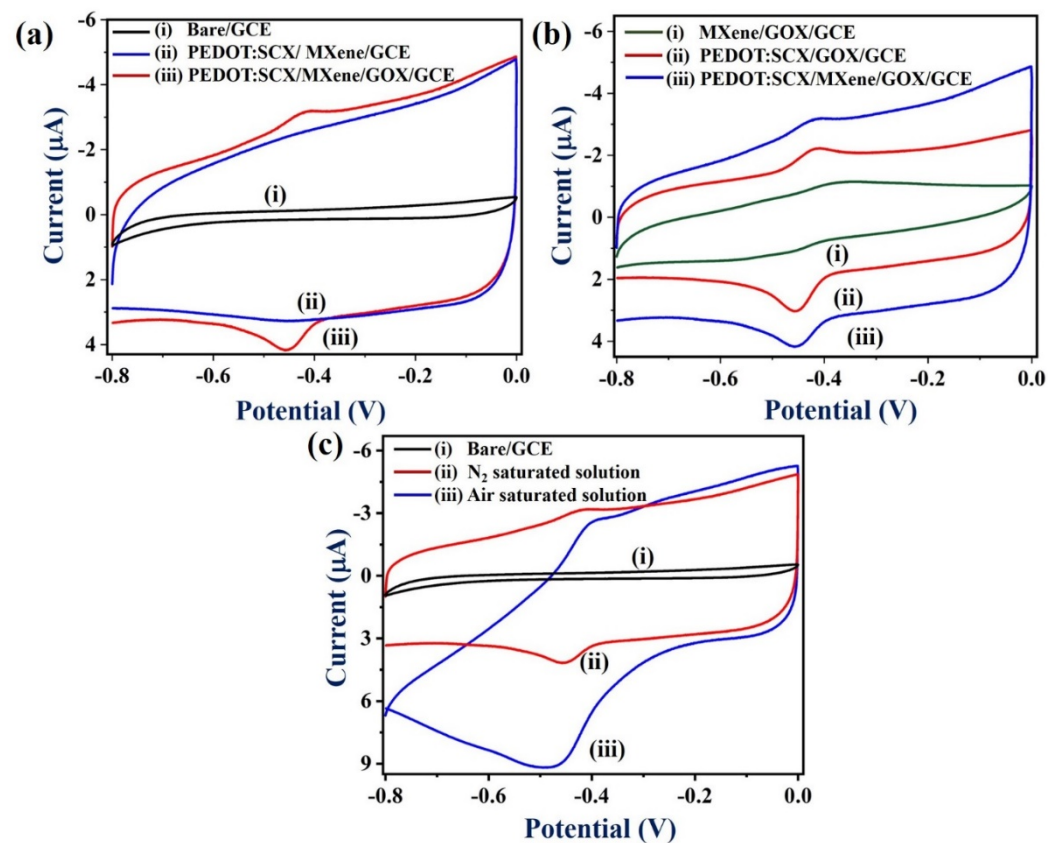 (a)
(i) Bare/GCE
(ii) PEDOT:SCX/ MXene/GCE
(iii) PEDOT:SCX/MXene/GOX/GCE
-6
-4
-2
0
2
4
Current (µA)
(i)
(ii)
(iii)
-0.8 -0.6 -0.4 -0.2 0.0
Potential (V)
(b)
(i) MXene/GOX/GCE
(ii) PEDOT:SCX/GOX/GCE
(iii) PEDOT:SCX/MXene/GOX/GCE
-6
-4
-2
0
2
4
Current (µA)
(i)
(ii)
(iii)
-0.8 -0.6 -0.4 -0.2 0.0
Potential (V)
(c)
(i) Bare/GCE
(ii) N₂ saturated solution
(iii) Air saturated solution
-6
-3
0
3
6
9
Current (µA)
(i)
(ii)
(iii)
-0.8 -0.6 -0.4 -0.2 0.0
Potential (V)